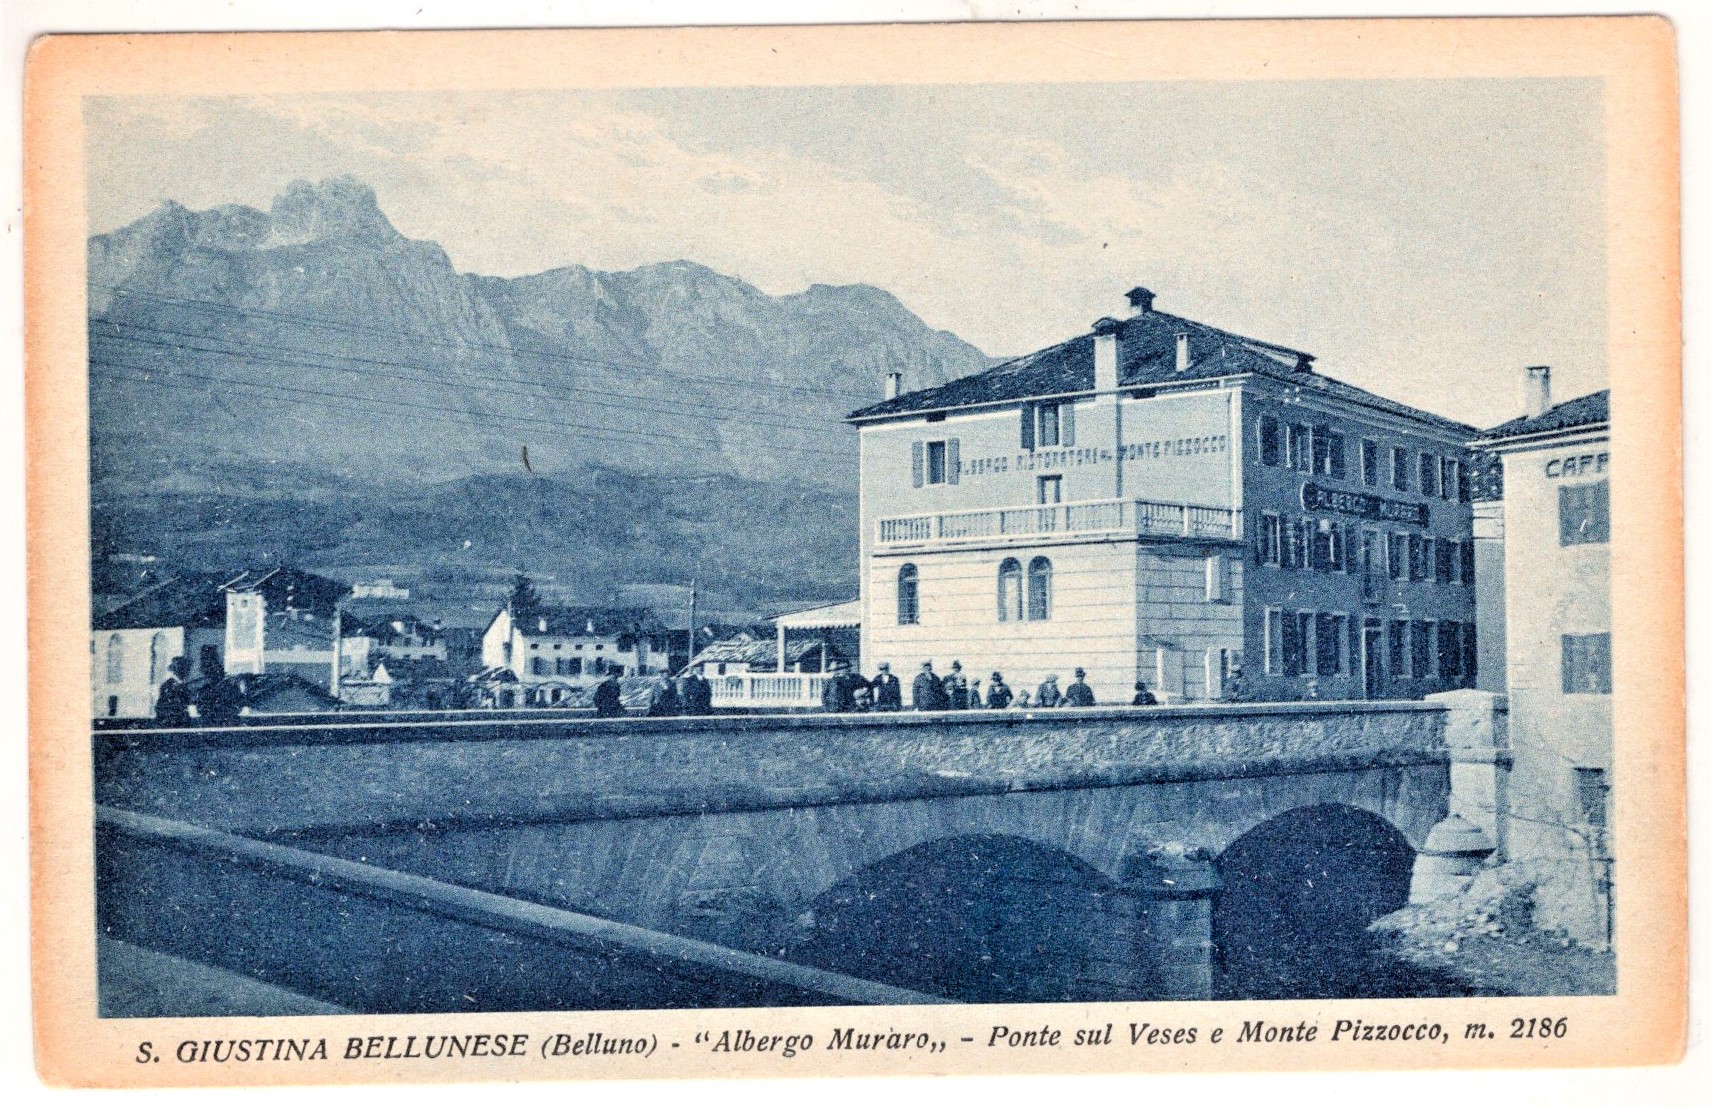 ALBERGO RISTORATORE AL MONTE PIZZOCCO
ALBERGO MURARO
CAFF
S. GIUSTINA BELLUNESE (Belluno) - “Albergo Muraro„ - Ponte sul Veses e Monte Pizzocco, m. 2186